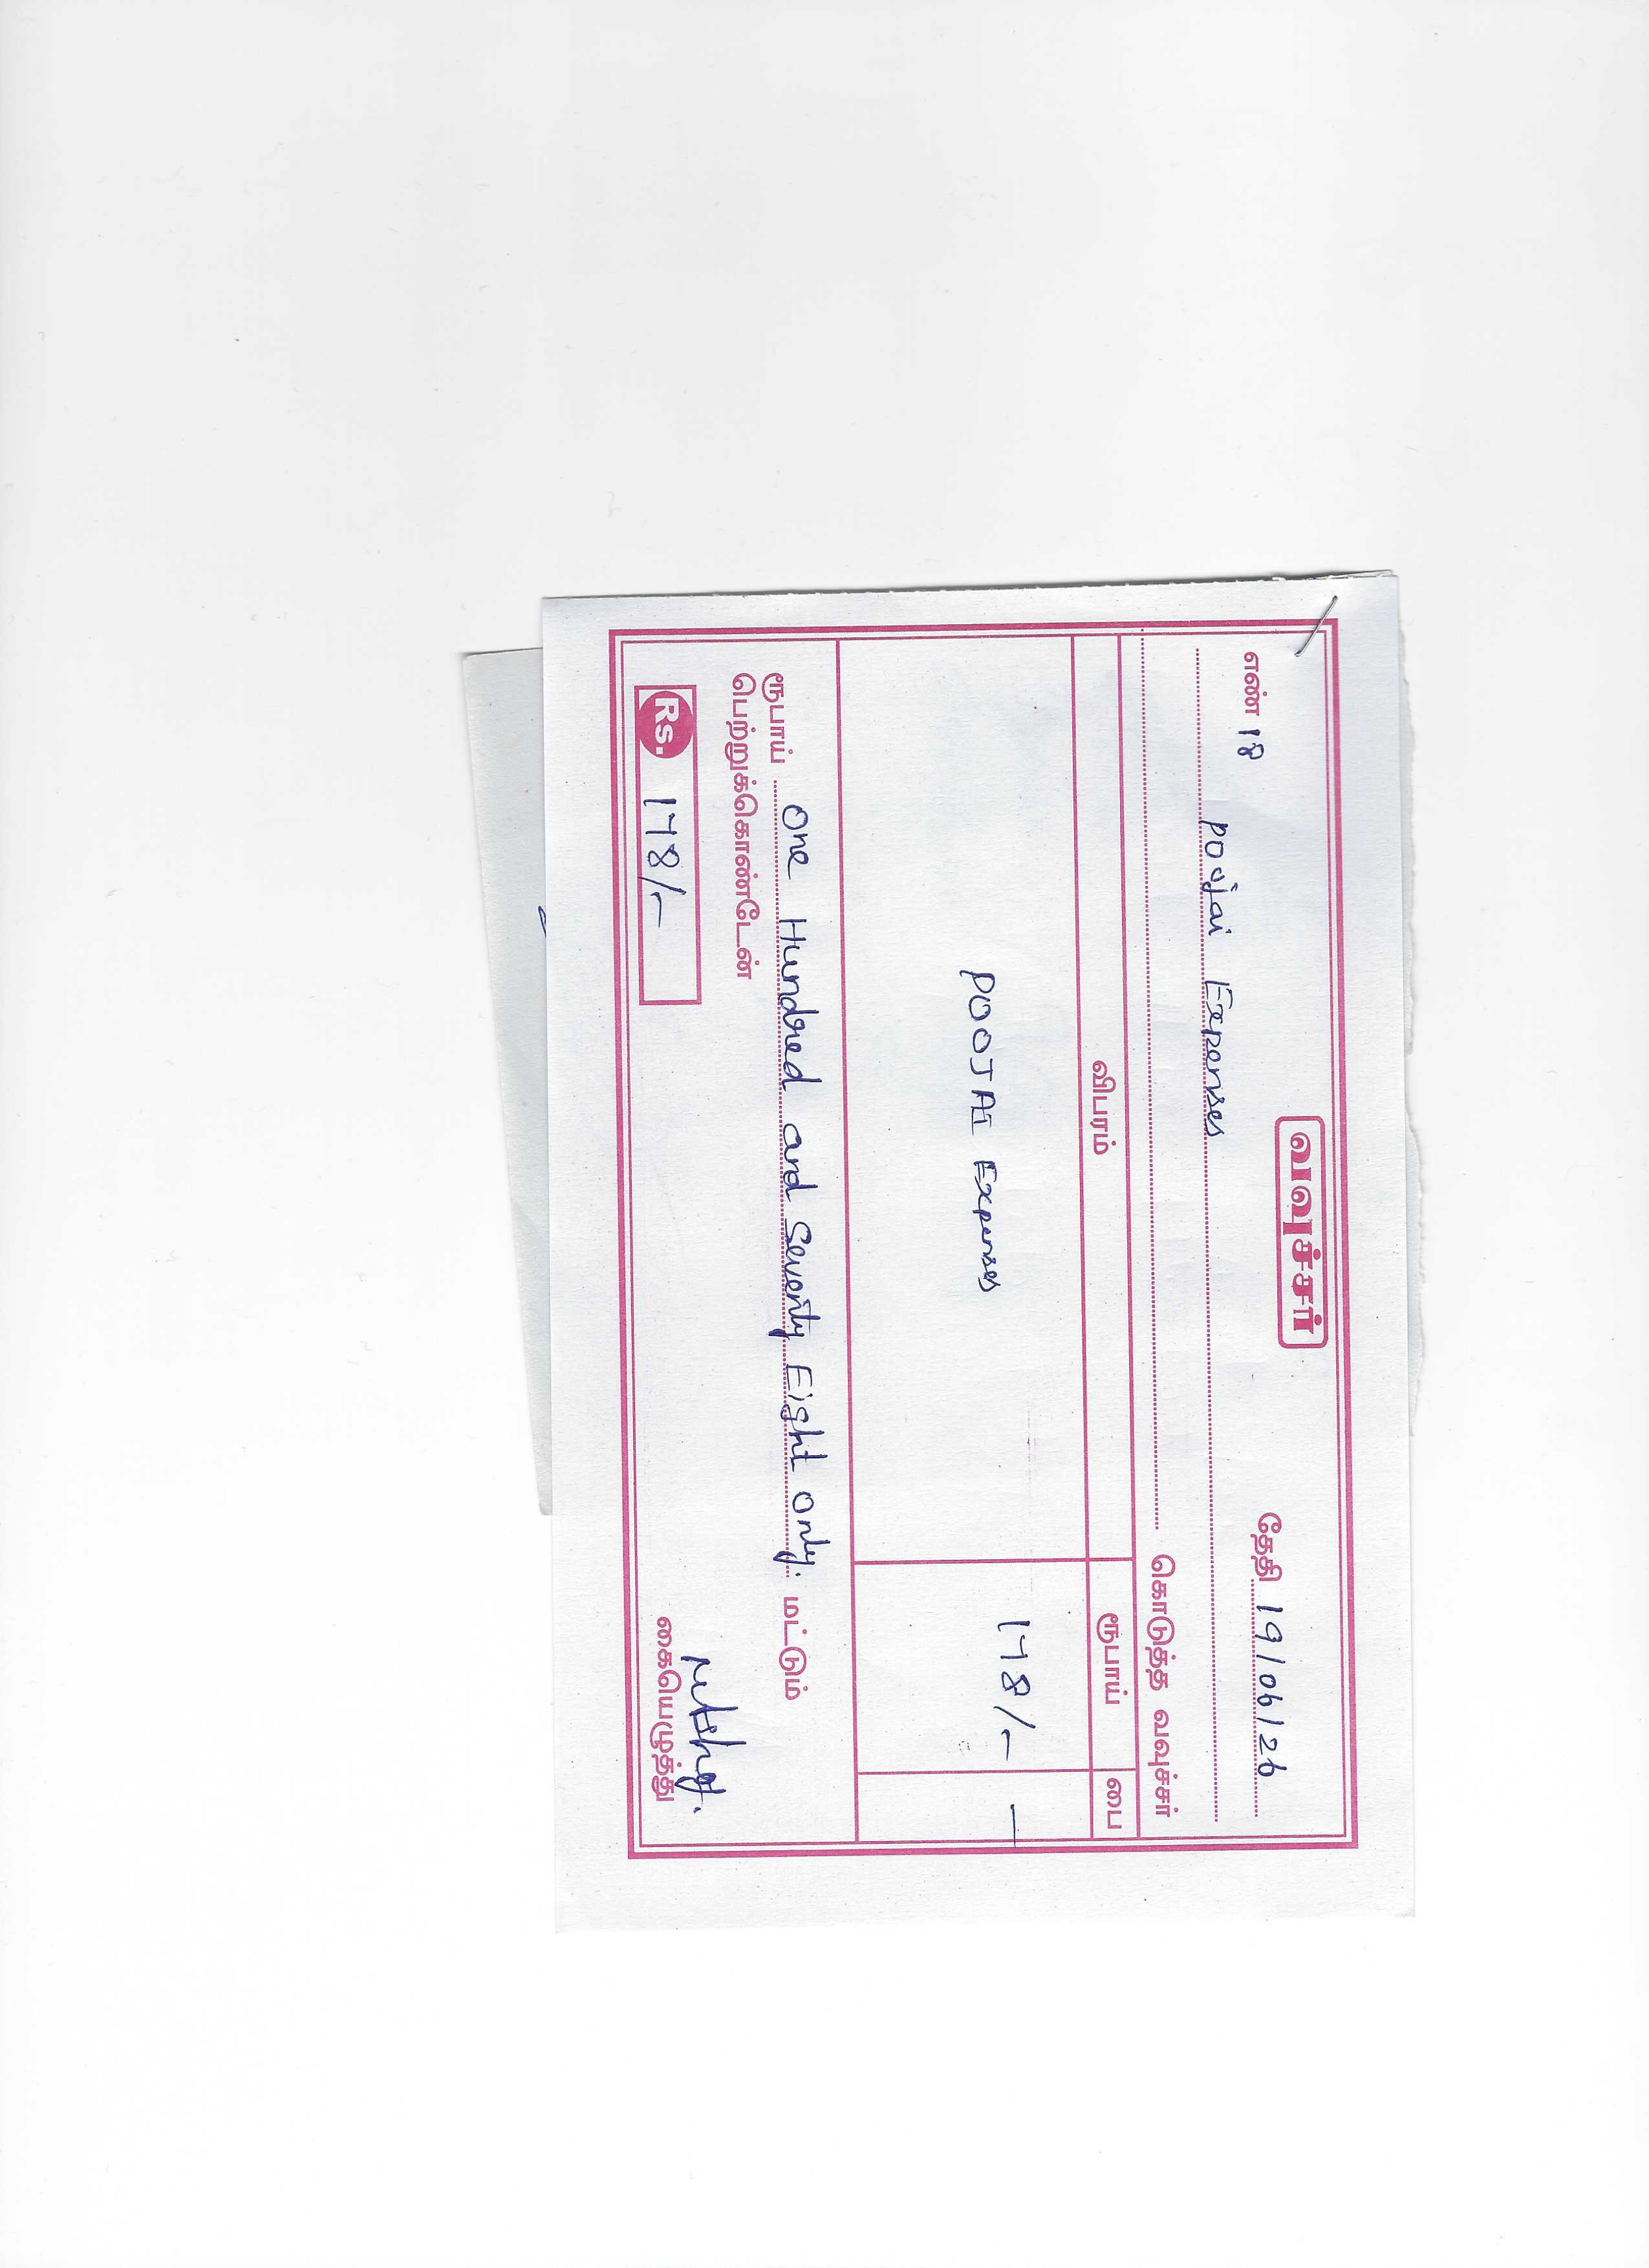 வவுச்சர்
எண் 18 தேதி 19/06/26
Poojai Expenses
கொடுத்த வவுச்சர்
விபரம் ரூபாய் பை
POOJAI Expenses 178/- —
ரூபாய் One Hundred and Seventy Eight only. மட்டும்
பெற்றுக்கொண்டேன்
Rs. 178/-
கையெழுத்து